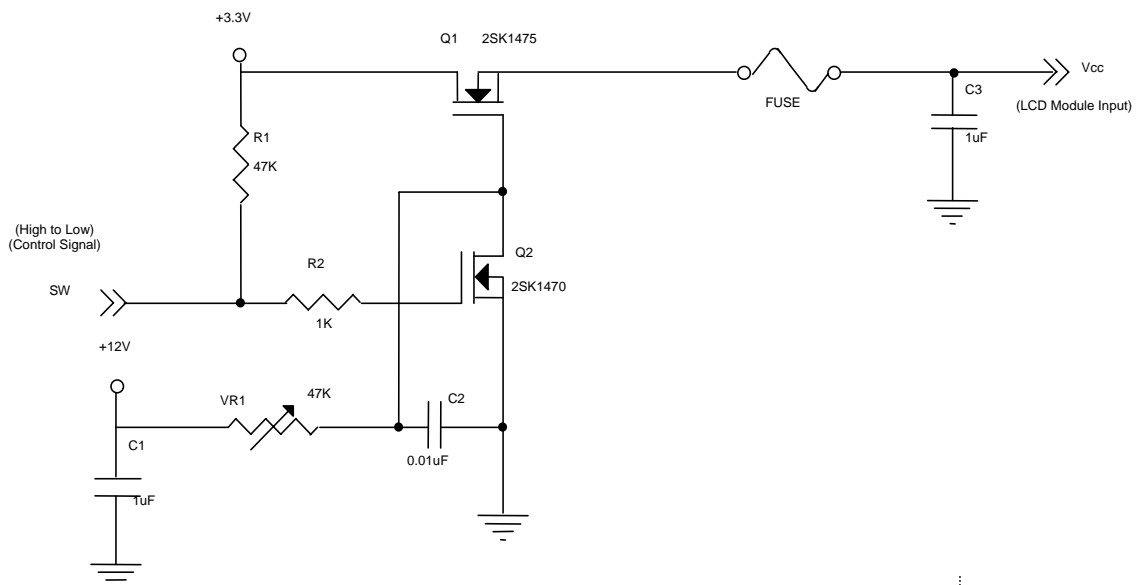 +3.3V
Q1 2SK1475
Vcc
C3
FUSE
(LCD Module Input)
R1
1uF
47K
(High to Low)
(Control Signal)
Q2
R2
SW
2SK1470
1K
+12V
VR1
47K
C2
C1
0.01uF
1uF